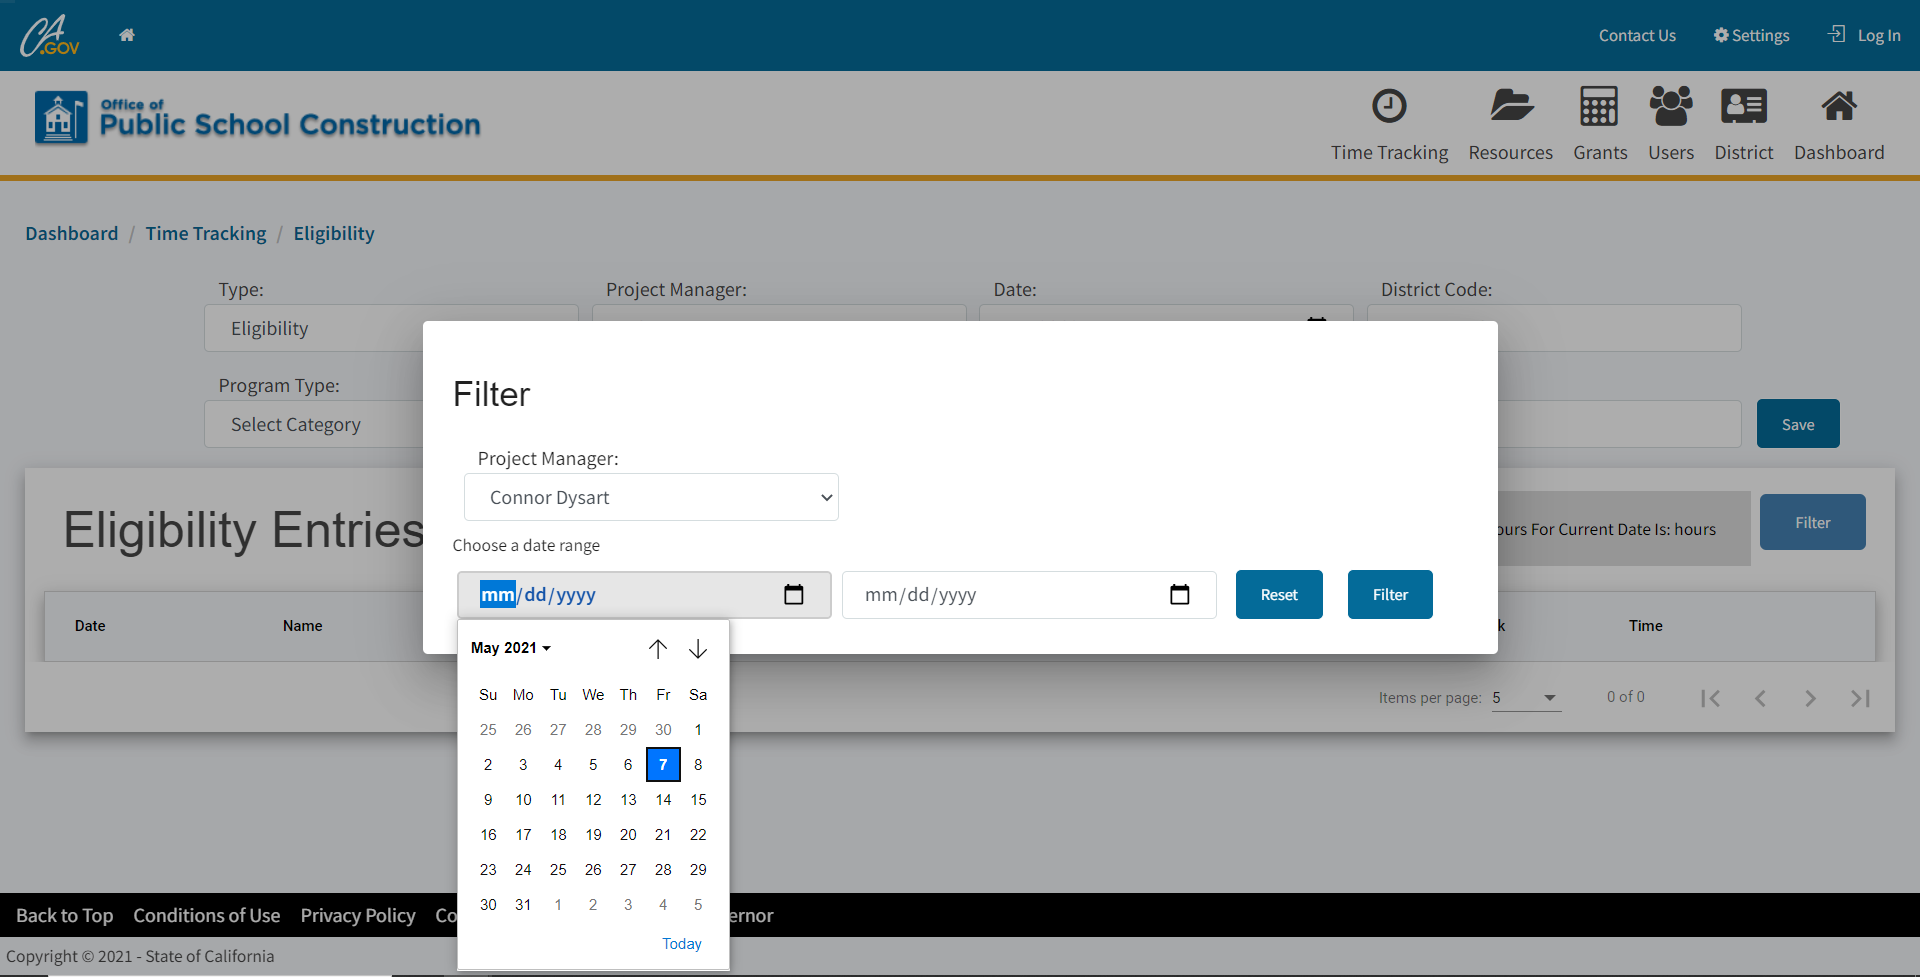 CA.GOV
Contact Us Settings Log In
Office of
Public School Construction
Time Tracking Resources Grants Users District Dashboard
Dashboard / Time Tracking / Eligibility
Type: Project Manager: Date: District Code:
Eligibility
Filter
Program Type:
Select Category
Save
Project Manager:
Connor Dysart
Eligibility Entries
ours For Current Date Is: hours
Filter
Choose a date range
mm/dd/yyyy mm/dd/yyyy Reset Filter
Date Name k Time
May 2021
Su Mo Tu We Th Fr Sa
25 26 27 28 29 30 1
2 3 4 5 6 7 8
9 10 11 12 13 14 15
16 17 18 19 20 21 22
23 24 25 26 27 28 29
30 31 1 2 3 4 5
Today
Items per page: 5 0 of 0
Back to Top Conditions of Use Privacy Policy Co ernor
Copyright © 2021 - State of California